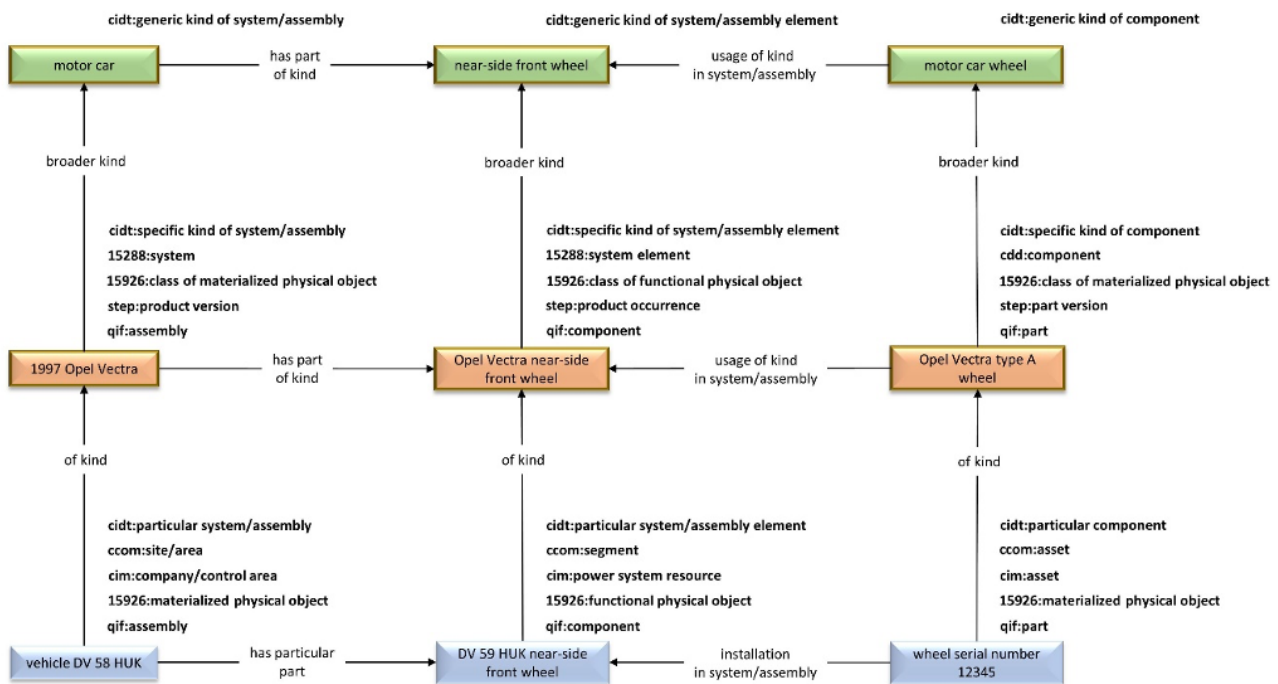 cidt:generic kind of system/assembly
cidt:generic kind of system/assembly element
cidt:generic kind of component
motor car
has part
of kind
near-side front wheel
usage of kind
in system/assembly
motor car wheel
broader kind
broader kind
broader kind
cidt:specific kind of system/assembly
15288:system
15926:class of materialized physical object
step:product version
qif:assembly
cidt:specific kind of system/assembly element
15288:system element
15926:class of functional physical object
step:product occurrence
qif:component
cidt:specific kind of component
cdd:component
15926:class of materialized physical object
step:part version
qif:part
1997 Opel Vectra
has part
of kind
Opel Vectra near-side
front wheel
usage of kind
in system/assembly
Opel Vectra type A
wheel
of kind
of kind
of kind
cidt:particular system/assembly
ccom:site/area
cim:company/control area
15926:materialized physical object
qif:assembly
cidt:particular system/assembly element
ccom:segment
cim:power system resource
15926:functional physical object
qif:component
cidt:particular component
ccom:asset
cim:asset
15926:materialized physical object
qif:part
vehicle DV 58 HUK
has particular
part
DV 59 HUK near-side
front wheel
installation
in system/assembly
wheel serial number
12345